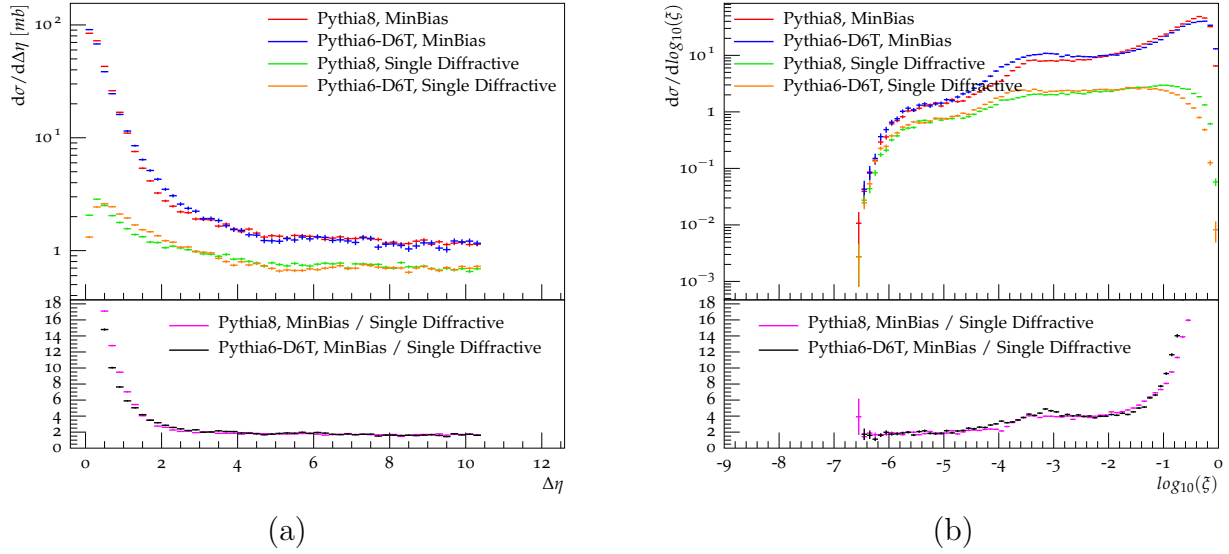 dσ/dΔη [mb]
10²
10¹
1
Pythia8, MinBias
Pythia6-D6T, MinBias
Pythia8, Single Diffractive
Pythia6-D6T, Single Diffractive
18
16
14
12
10
8
6
4
2
0
Pythia8, MinBias / Single Diffractive
Pythia6-D6T, MinBias / Single Diffractive
0 2 4 6 8 10 12
Δη
(a)
dσ/dlog₁₀(ξ)
10¹
1
10⁻¹
10⁻²
10⁻³
Pythia8, MinBias
Pythia6-D6T, MinBias
Pythia8, Single Diffractive
Pythia6-D6T, Single Diffractive
18
16
14
12
10
8
6
4
2
0
Pythia8, MinBias / Single Diffractive
Pythia6-D6T, MinBias / Single Diffractive
-9 -8 -7 -6 -5 -4 -3 -2 -1 0
log₁₀(ξ)
(b)